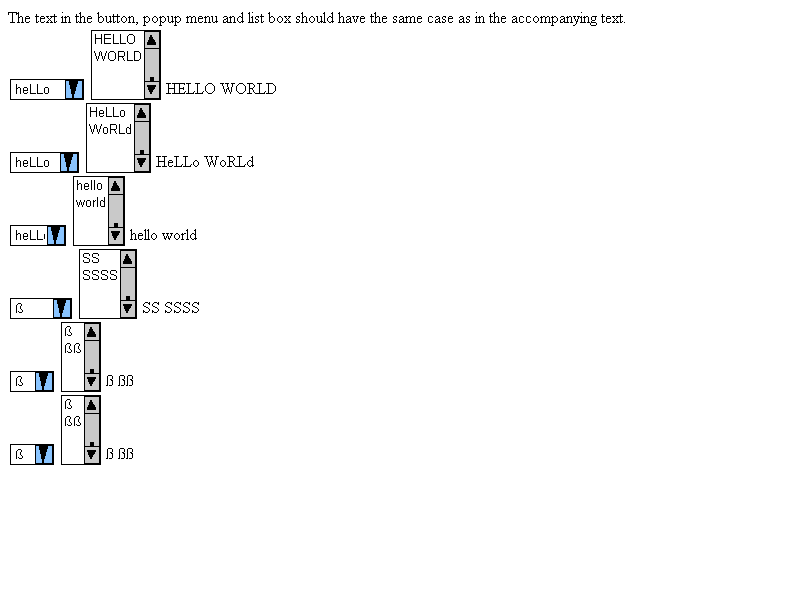 The text in the button, popup menu and list box should have the same case as in the accompanying text.
HELLO
WORLD
heLLo HELLO WORLD
HeLLo
WoRLd
heLLo HeLLo WoRLd
hello
world
heLL hello world
SS
SSSS
ß SS SSSS
ß
ßß
ß ß ßß
ß
ßß
ß ß ßß